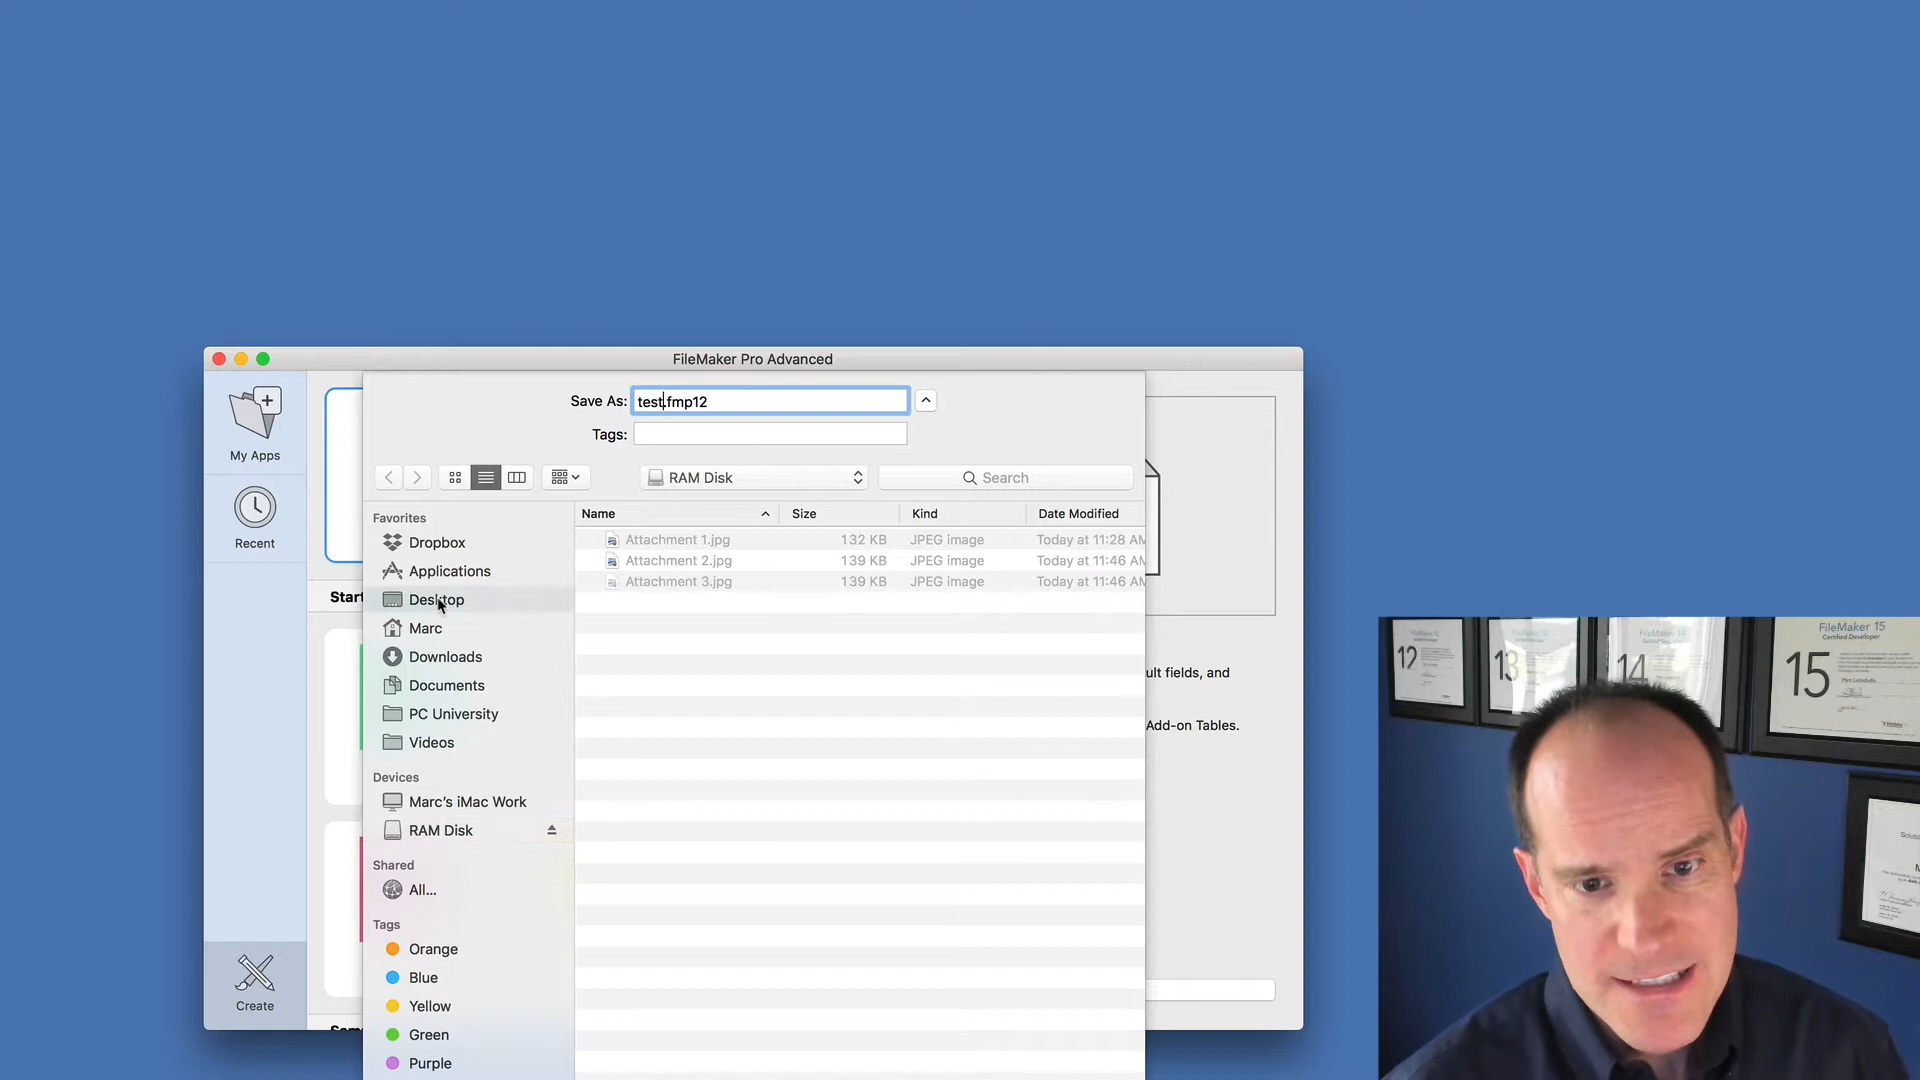 FileMaker Pro Advanced
My Apps
Recent
Create
Save As: test.fmp12
Tags:
RAM Disk
Search
Favorites
Dropbox
Applications
Desktop
Marc
Downloads
Documents
PC University
Videos
Devices
Marc's iMac Work
RAM Disk
Shared
All...
Tags
Orange
Blue
Yellow
Green
Purple
Name Size Kind Date Modified
Attachment 1.jpg 132 KB JPEG image Today at 11:28 AM
Attachment 2.jpg 139 KB JPEG image Today at 11:46 AM
Attachment 3.jpg 139 KB JPEG image Today at 11:46 AM
Start
ult fields, and
Add-on Tables.
12
13
14
FileMaker 14
FileMaker 15
Certified Developer
15